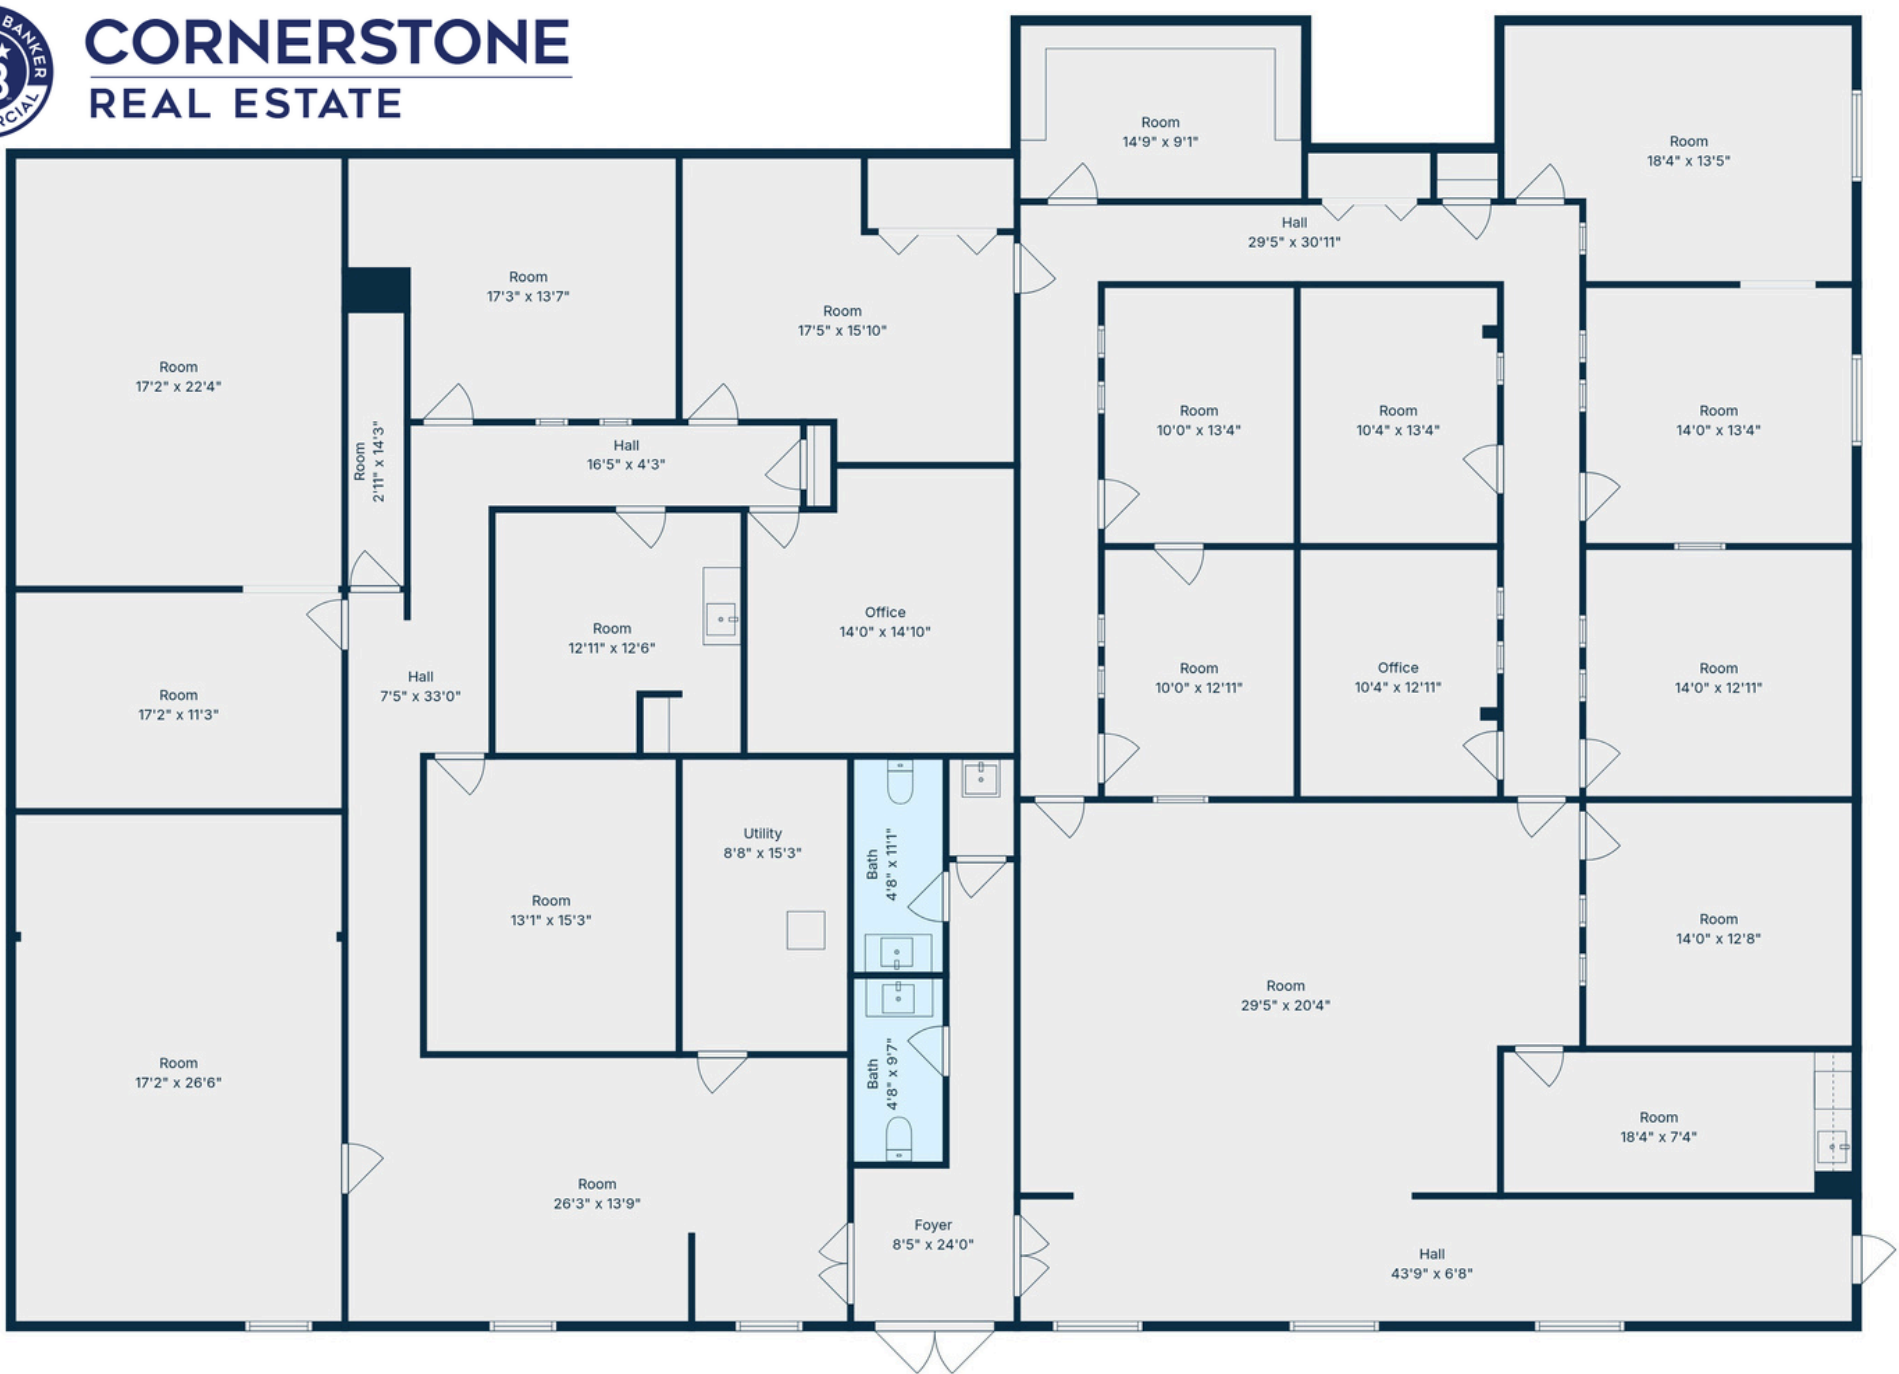 BANKER
RCIAL
CORNERSTONE
REAL ESTATE
Room
14'9" x 9'1"
Room
18'4" x 13'5"
Hall
29'5" x 30'11"
Room
17'3" x 13'7"
Room
17'5" x 15'10"
Room
17'2" x 22'4"
Room
2'11" x 14'3"
Hall
16'5" x 4'3"
Room
10'0" x 13'4"
Room
10'4" x 13'4"
Room
14'0" x 13'4"
Room
12'11" x 12'6"
Office
14'0" x 14'10"
Room
17'2" x 11'3"
Hall
7'5" x 33'0"
Room
10'0" x 12'11"
Office
10'4" x 12'11"
Room
14'0" x 12'11"
Utility
8'8" x 15'3"
Bath
4'8" x 11'1"
Room
13'1" x 15'3"
Room
14'0" x 12'8"
Room
29'5" x 20'4"
Room
17'2" x 26'6"
Bath
4'8" x 9'7"
Room
18'4" x 7'4"
Room
26'3" x 13'9"
Foyer
8'5" x 24'0"
Hall
43'9" x 6'8"